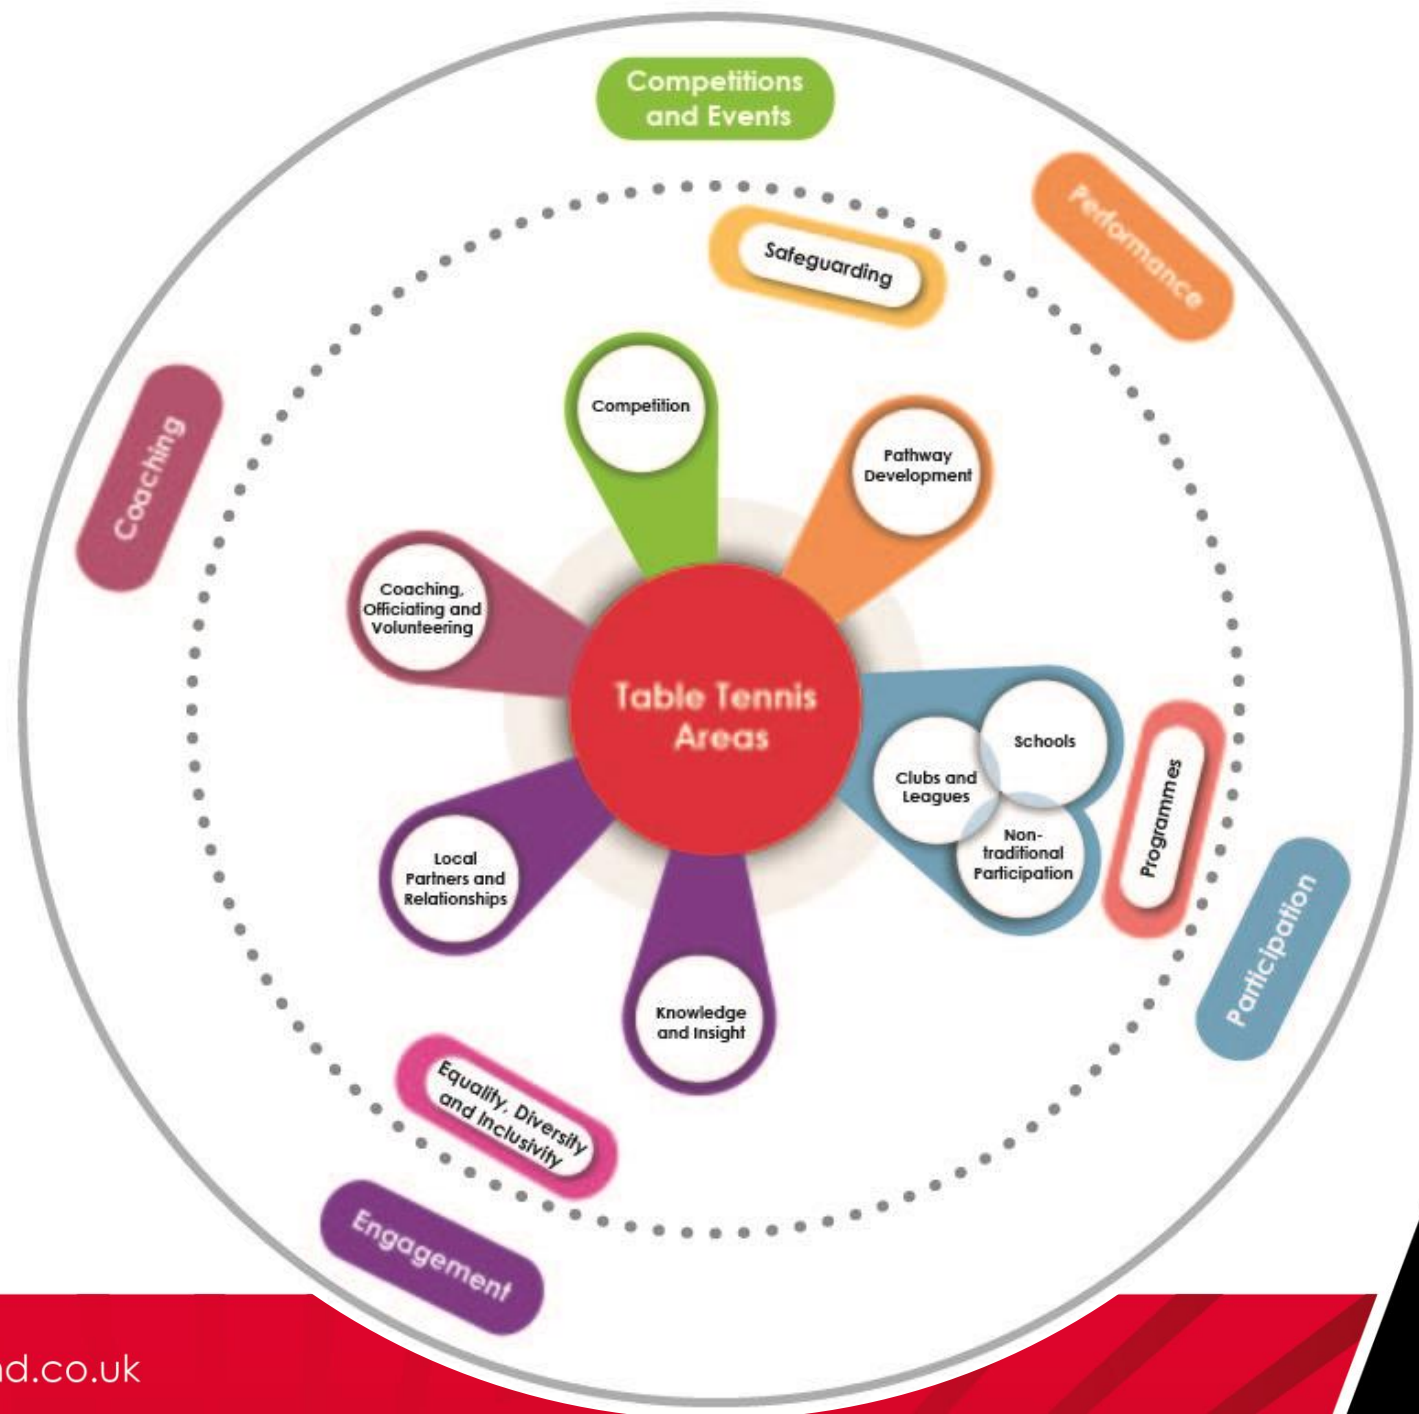 Competitions
and Events
Performance
Safeguarding
Competition
Pathway
Development
Coaching
Coaching,
Officiating and
Volunteering
Table Tennis
Areas
Schools
Clubs and
Leagues
Non-
traditional
Participation
Programmes
Participation
Local
Partners and
Relationships
Knowledge
and Insight
Equality, Diversity
and Inclusivity
Engagement
d.co.uk